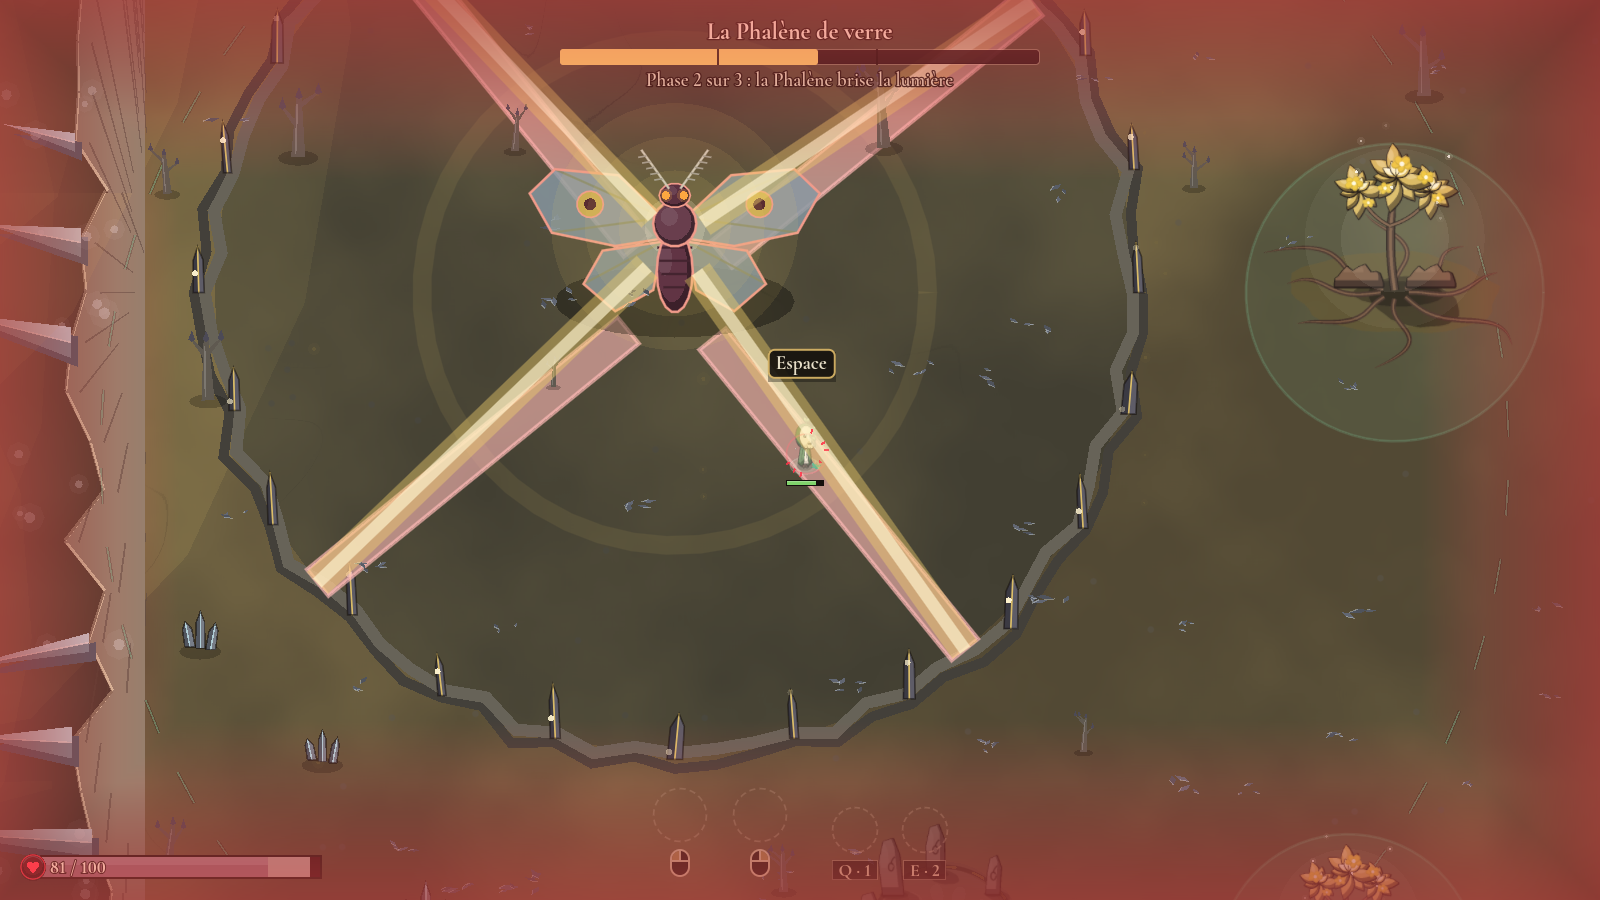 La Phalène de verre
Phase 2 sur 3 : la Phalène brise la lumière
Espace
81 / 100
Q · 1
E · 2